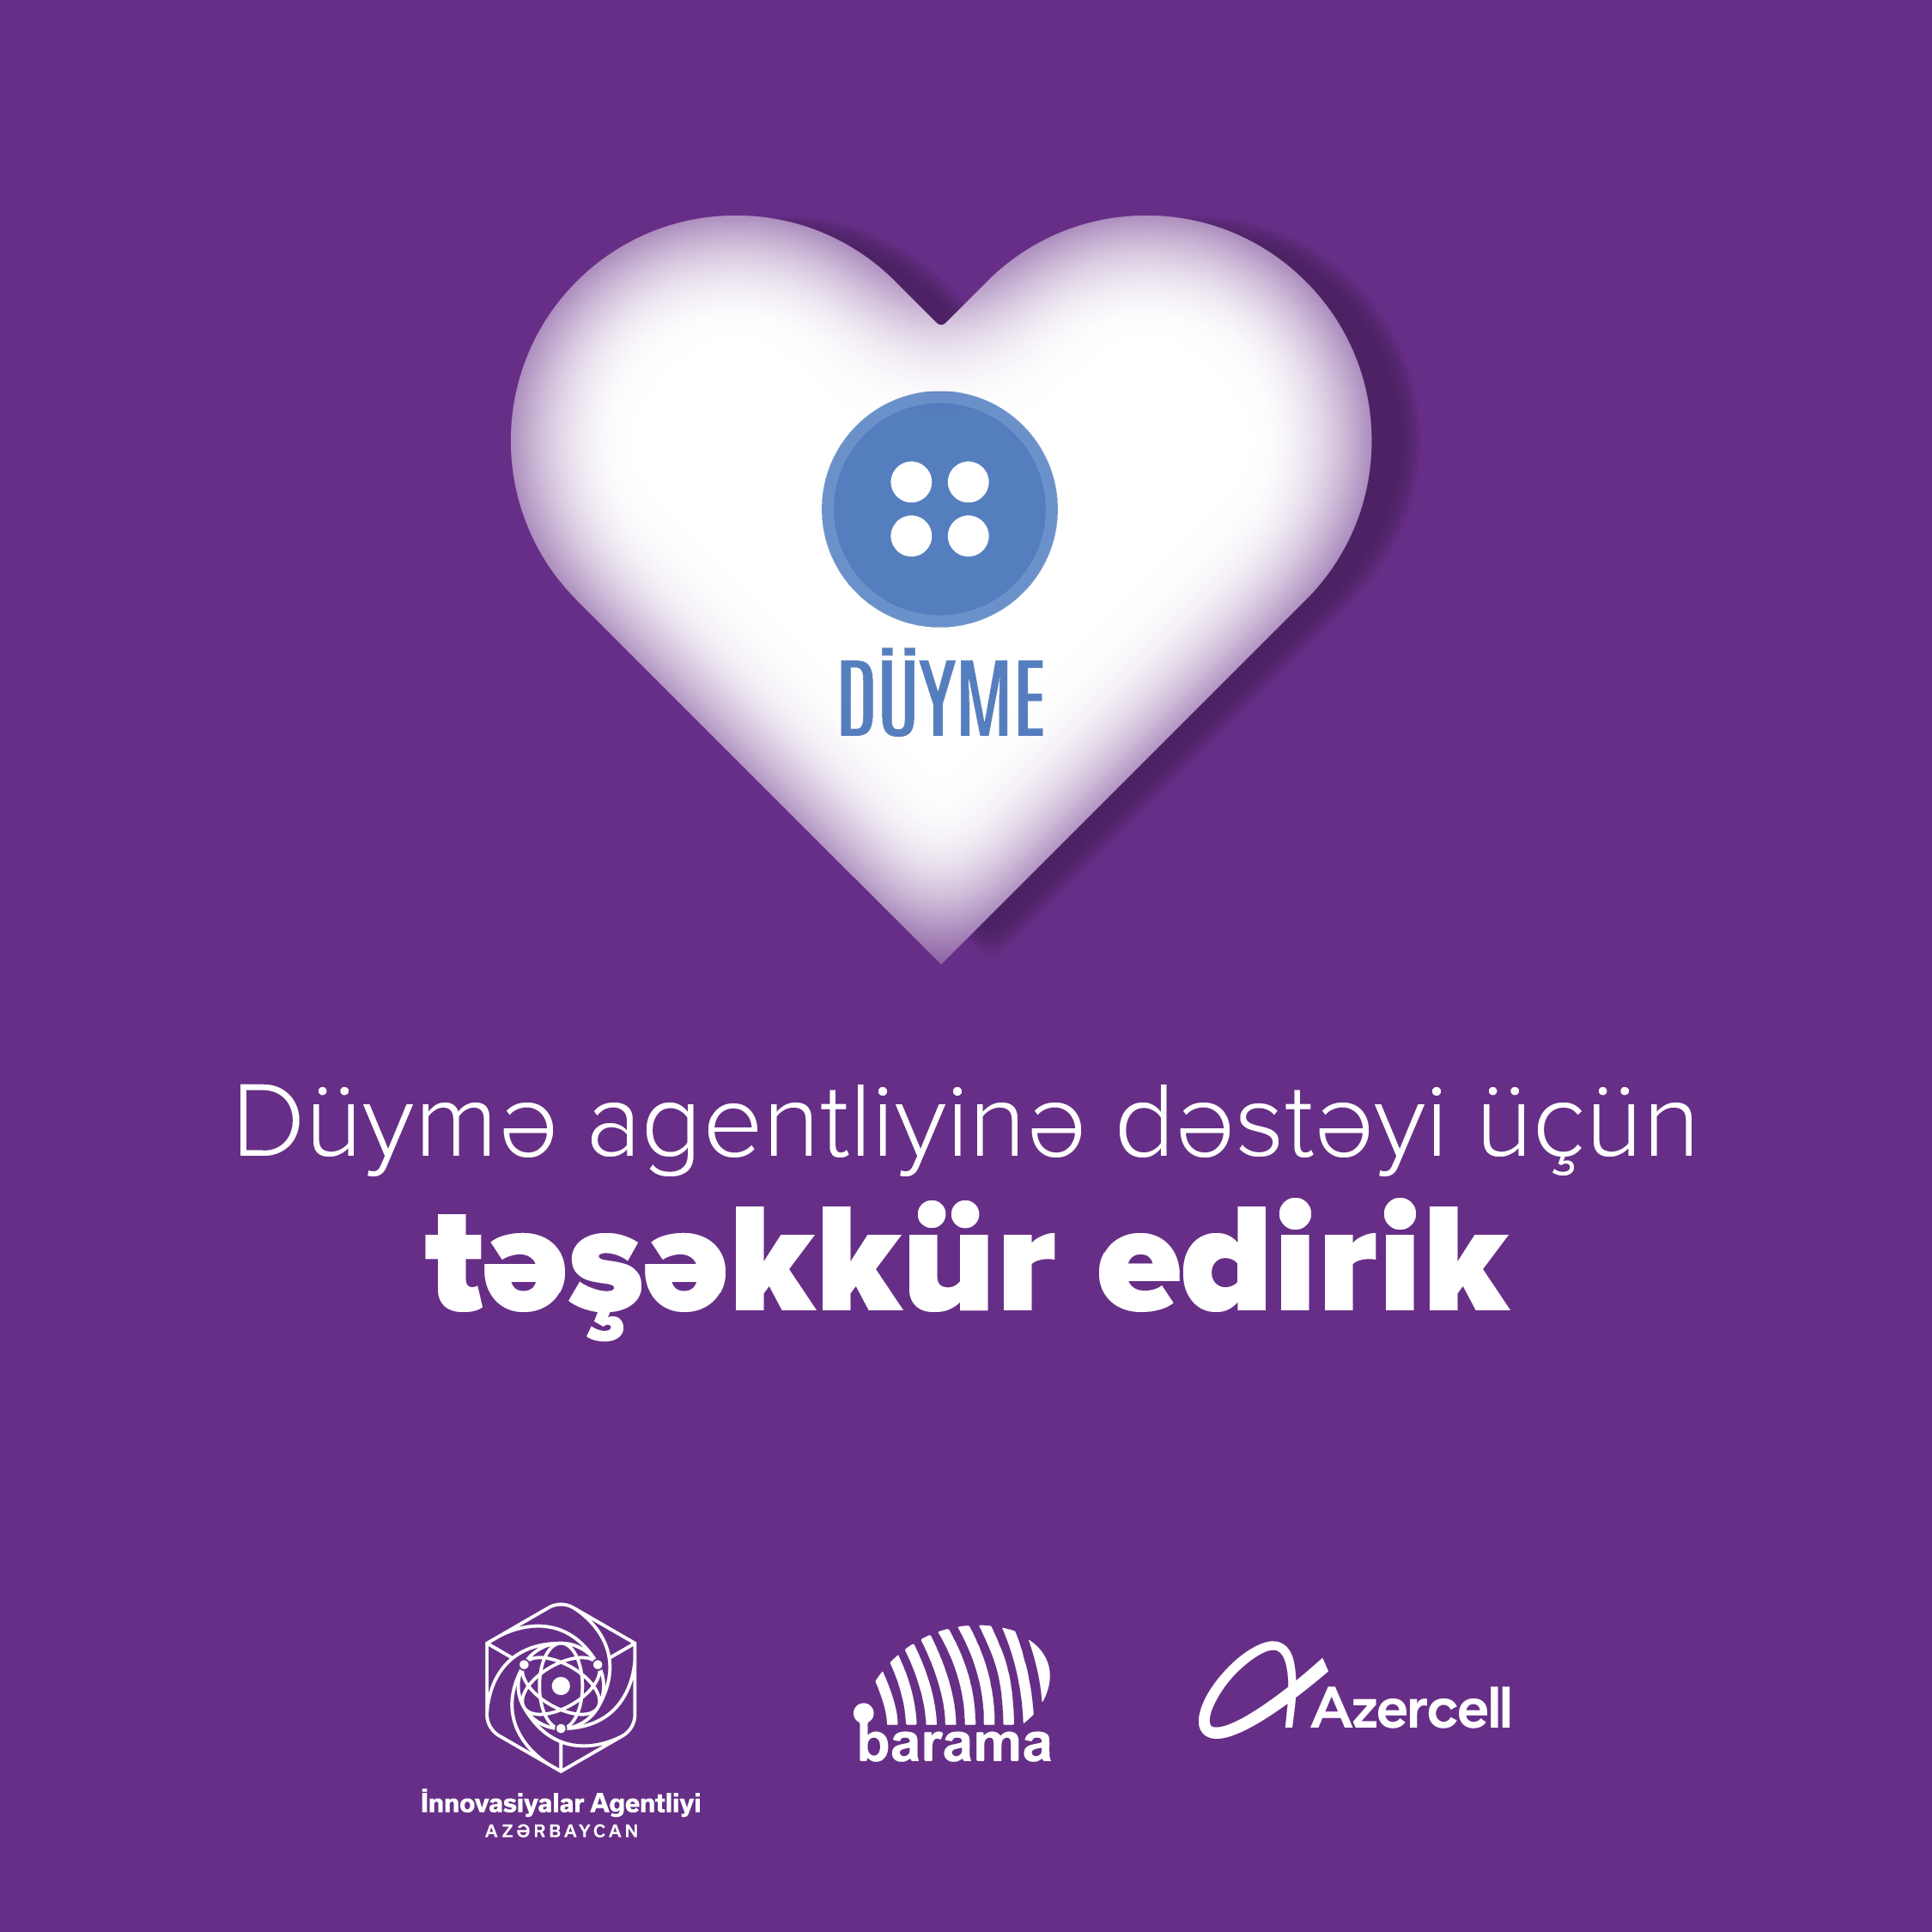 DÜYME
Düymə agentliyinə dəstəyi üçün
təşəkkür edirik
İnnovasiyalar Agentliyi
AZƏRBAYCAN
barama
Azercell